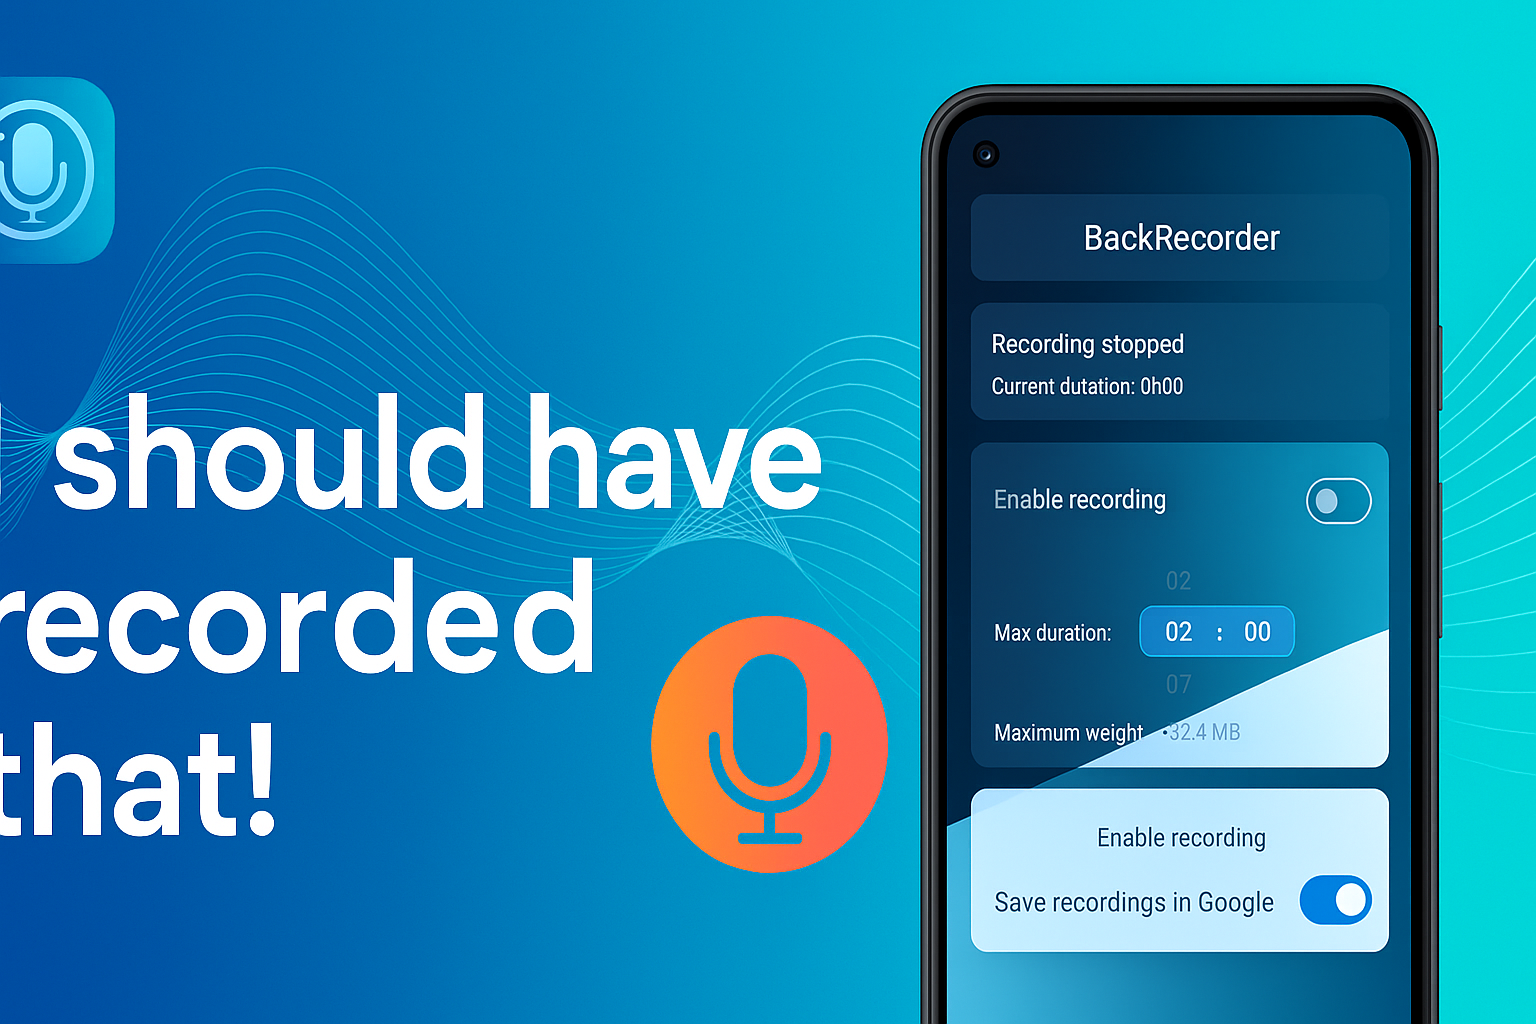 I should have
recorded
that!
BackRecorder
Recording stopped
Current dutation: 0h00
Enable recording
02
Max duration: 02 : 00
07
Maximum weight •32.4 MB
Enable recording
Save recordings in Google